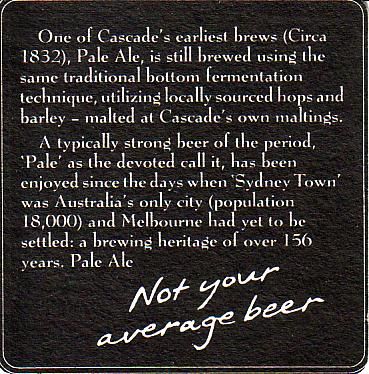 One of Cascade's earliest brews (Circa
1832), Pale Ale, is still brewed using the
same traditional bottom fermentation
technique, utilizing locally sourced hops and
barley – malted at Cascade's own maltings.
A typically strong beer of the period,
'Pale' as the devoted call it, has been
enjoyed since the days when 'Sydney Town'
was Australia's only city (population
18,000) and Melbourne had yet to be
settled: a brewing heritage of over 156
years. Pale Ale
Not your
average beer